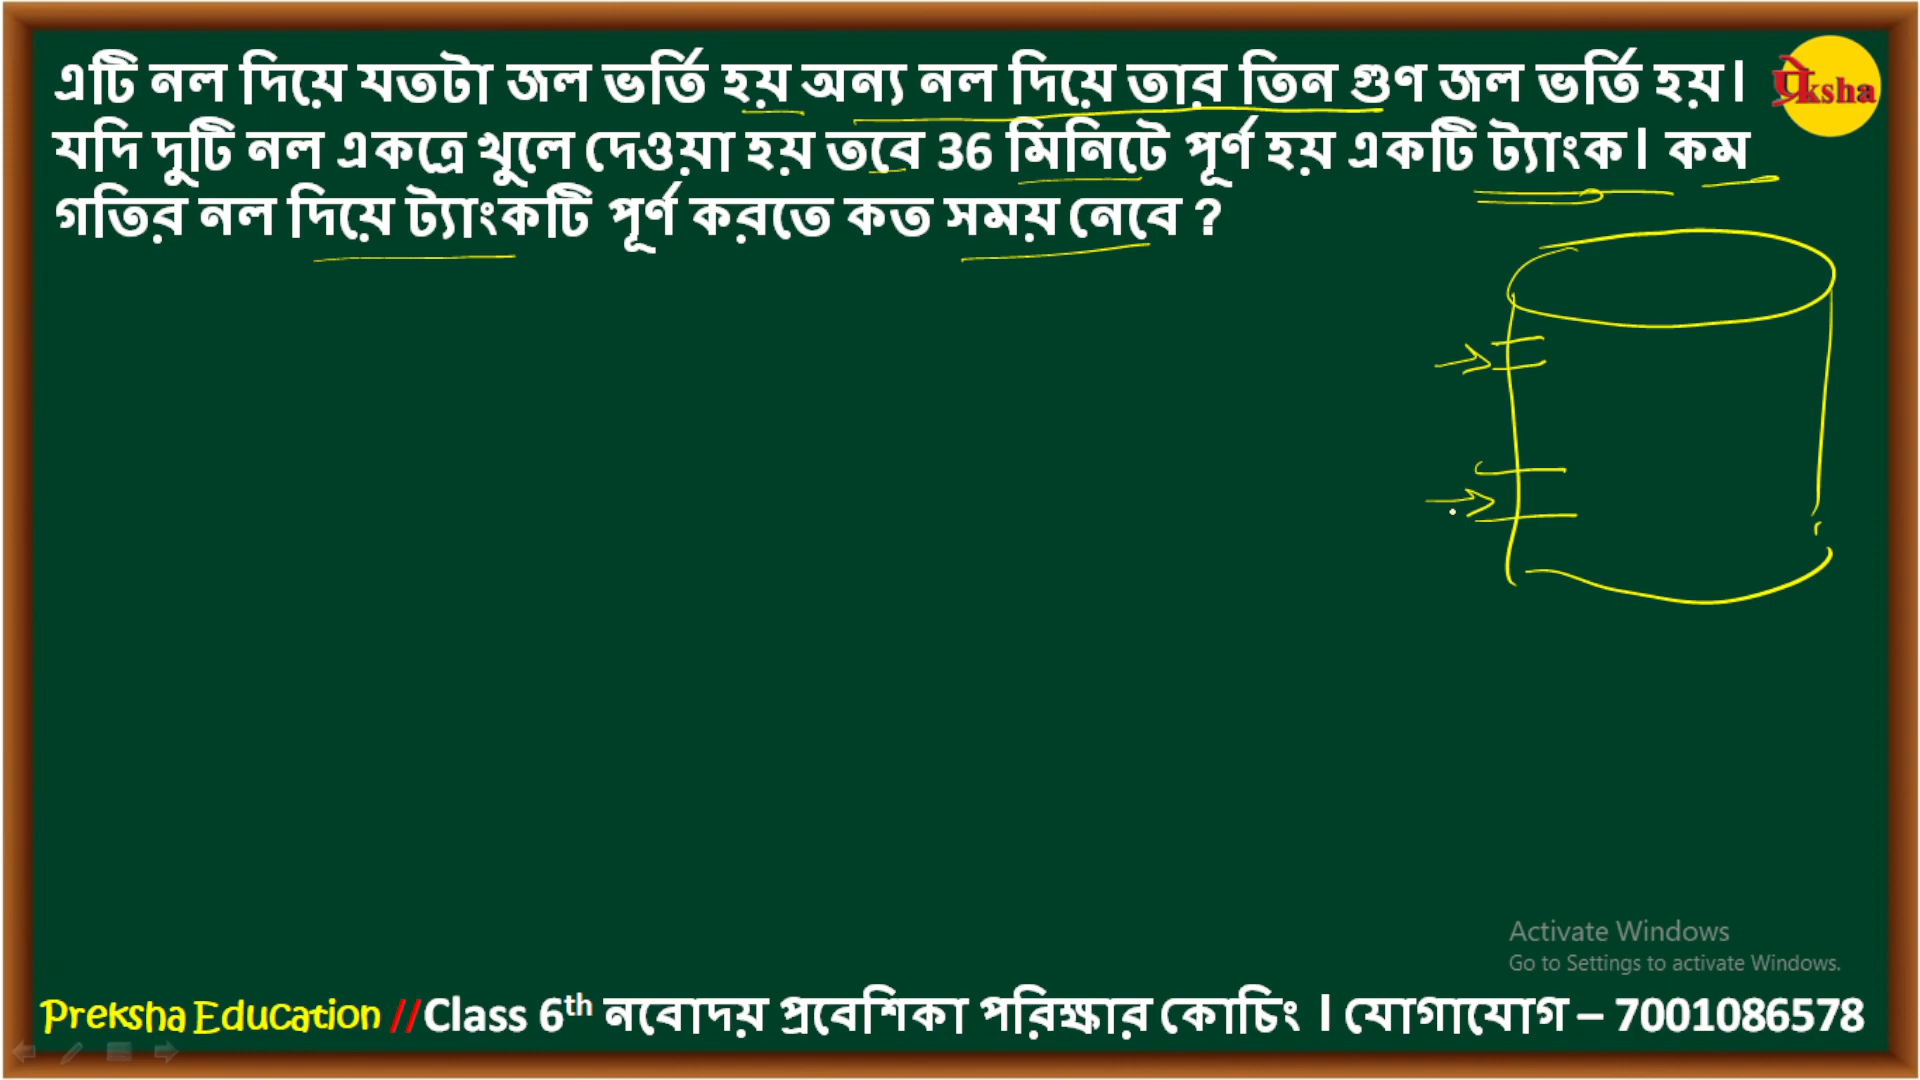 এটি নল দিয়ে যতটা জল ভর্তি হয় অন্য নল দিয়ে তার তিন গুণ জল ভর্তি হয়।
प्रेksha
যদি দুটি নল একত্রে খুলে দেওয়া হয় তবে 36 মিনিটে পূর্ণ হয় একটি ট্যাংক। কম
গতির নল দিয়ে ট্যাংকটি পূর্ণ করতে কত সময় নেবে ?
Activate Windows
Go to Settings to activate Windows.
Preksha Education //Class 6th নবোদয় প্রবেশিকা পরিক্ষার কোচিং । যোগাযোগ – 7001086578